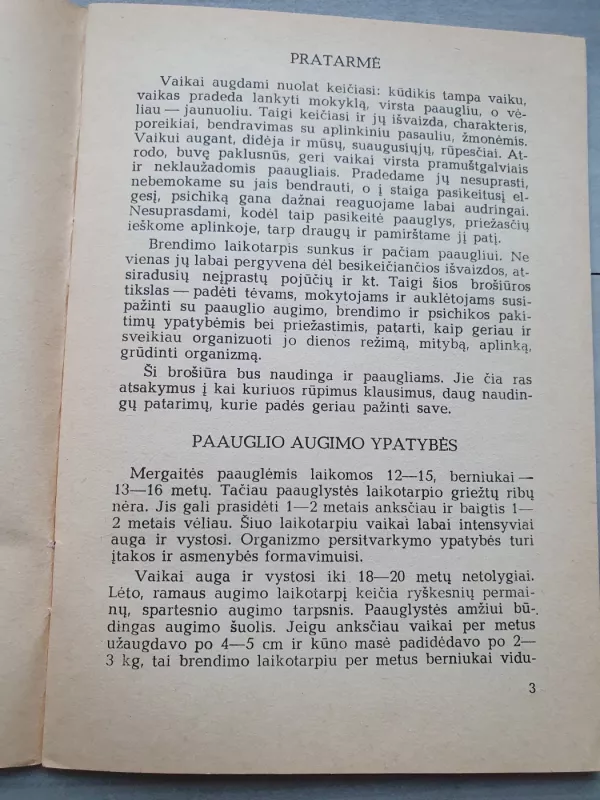 PRATARMĖ
Vaikai augdami nuolat keičiasi: kūdikis tampa vaiku,
vaikas pradeda lankyti mokyklą, virsta paaugliu, o vė-
liau — jaunuoliu. Taigi keičiasi ir jų išvaizda, charakteris,
poreikiai, bendravimas su aplinkiniu pasauliu, žmonėmis.
Vaikui augant, didėja ir mūsų, suaugusiųjų, rūpesčiai. At-
rodo, buvę paklusnūs, geri vaikai virsta pramuštgalviais
ir neklaužadomis paaugliais. Pradedame jų nesuprasti,
nebemokame su jais bendrauti, o į staiga pasikeitusį el-
gesį, psichiką gana dažnai reaguojame labai audringai.
Nesuprasdami, kodėl taip pasikeitė paauglys, priežasčių
ieškome aplinkoje, tarp draugų ir pamirštame jį patį.
Brendimo laikotarpis sunkus ir pačiam paaugliui. Ne
vienas jų labai pergyvena dėl besikeičiančios išvaizdos, at-
siradusių neįprastų pojūčių ir kt. Taigi šios brošiūros
tikslas — padėti tėvams, mokytojams ir auklėtojams susi-
pažinti su paauglio augimo, brendimo ir psichikos paki-
timų ypatybėmis bei priežastimis, patarti, kaip geriau ir
sveikiau organizuoti jo dienos režimą, mitybą, aplinką,
grūdinti organizmą.
Ši brošiūra bus naudinga ir paaugliams. Jie čia ras
atsakymus į kai kuriuos rūpimus klausimus, daug naudin-
gų patarimų, kurie padės geriau pažinti save.
PAAUGLIO AUGIMO YPATYBĖS
Mergaitės paauglėmis laikomos 12—15, berniukai —
13—16 metų. Tačiau paauglystės laikotarpio griežtų ribų
nėra. Jis gali prasidėti 1—2 metais anksčiau ir baigtis 1—
2 metais vėliau. Šiuo laikotarpiu vaikai labai intensyviai
auga ir vystosi. Organizmo persitvarkymo ypatybės turi
įtakos ir asmenybės formavimuisi.
Vaikai auga ir vystosi iki 18—20 metų netolygiai.
Lėto, ramaus augimo laikotarpį keičia ryškesnių permai-
nų, spartesnio augimo tarpsnis. Paauglystės amžiui bū-
dingas augimo šuolis. Jeigu anksčiau vaikai per metus
užaugdavo po 4—5 cm ir kūno masė padidėdavo po 2—
3 kg, tai brendimo laikotarpiu per metus berniukai vidu-
3